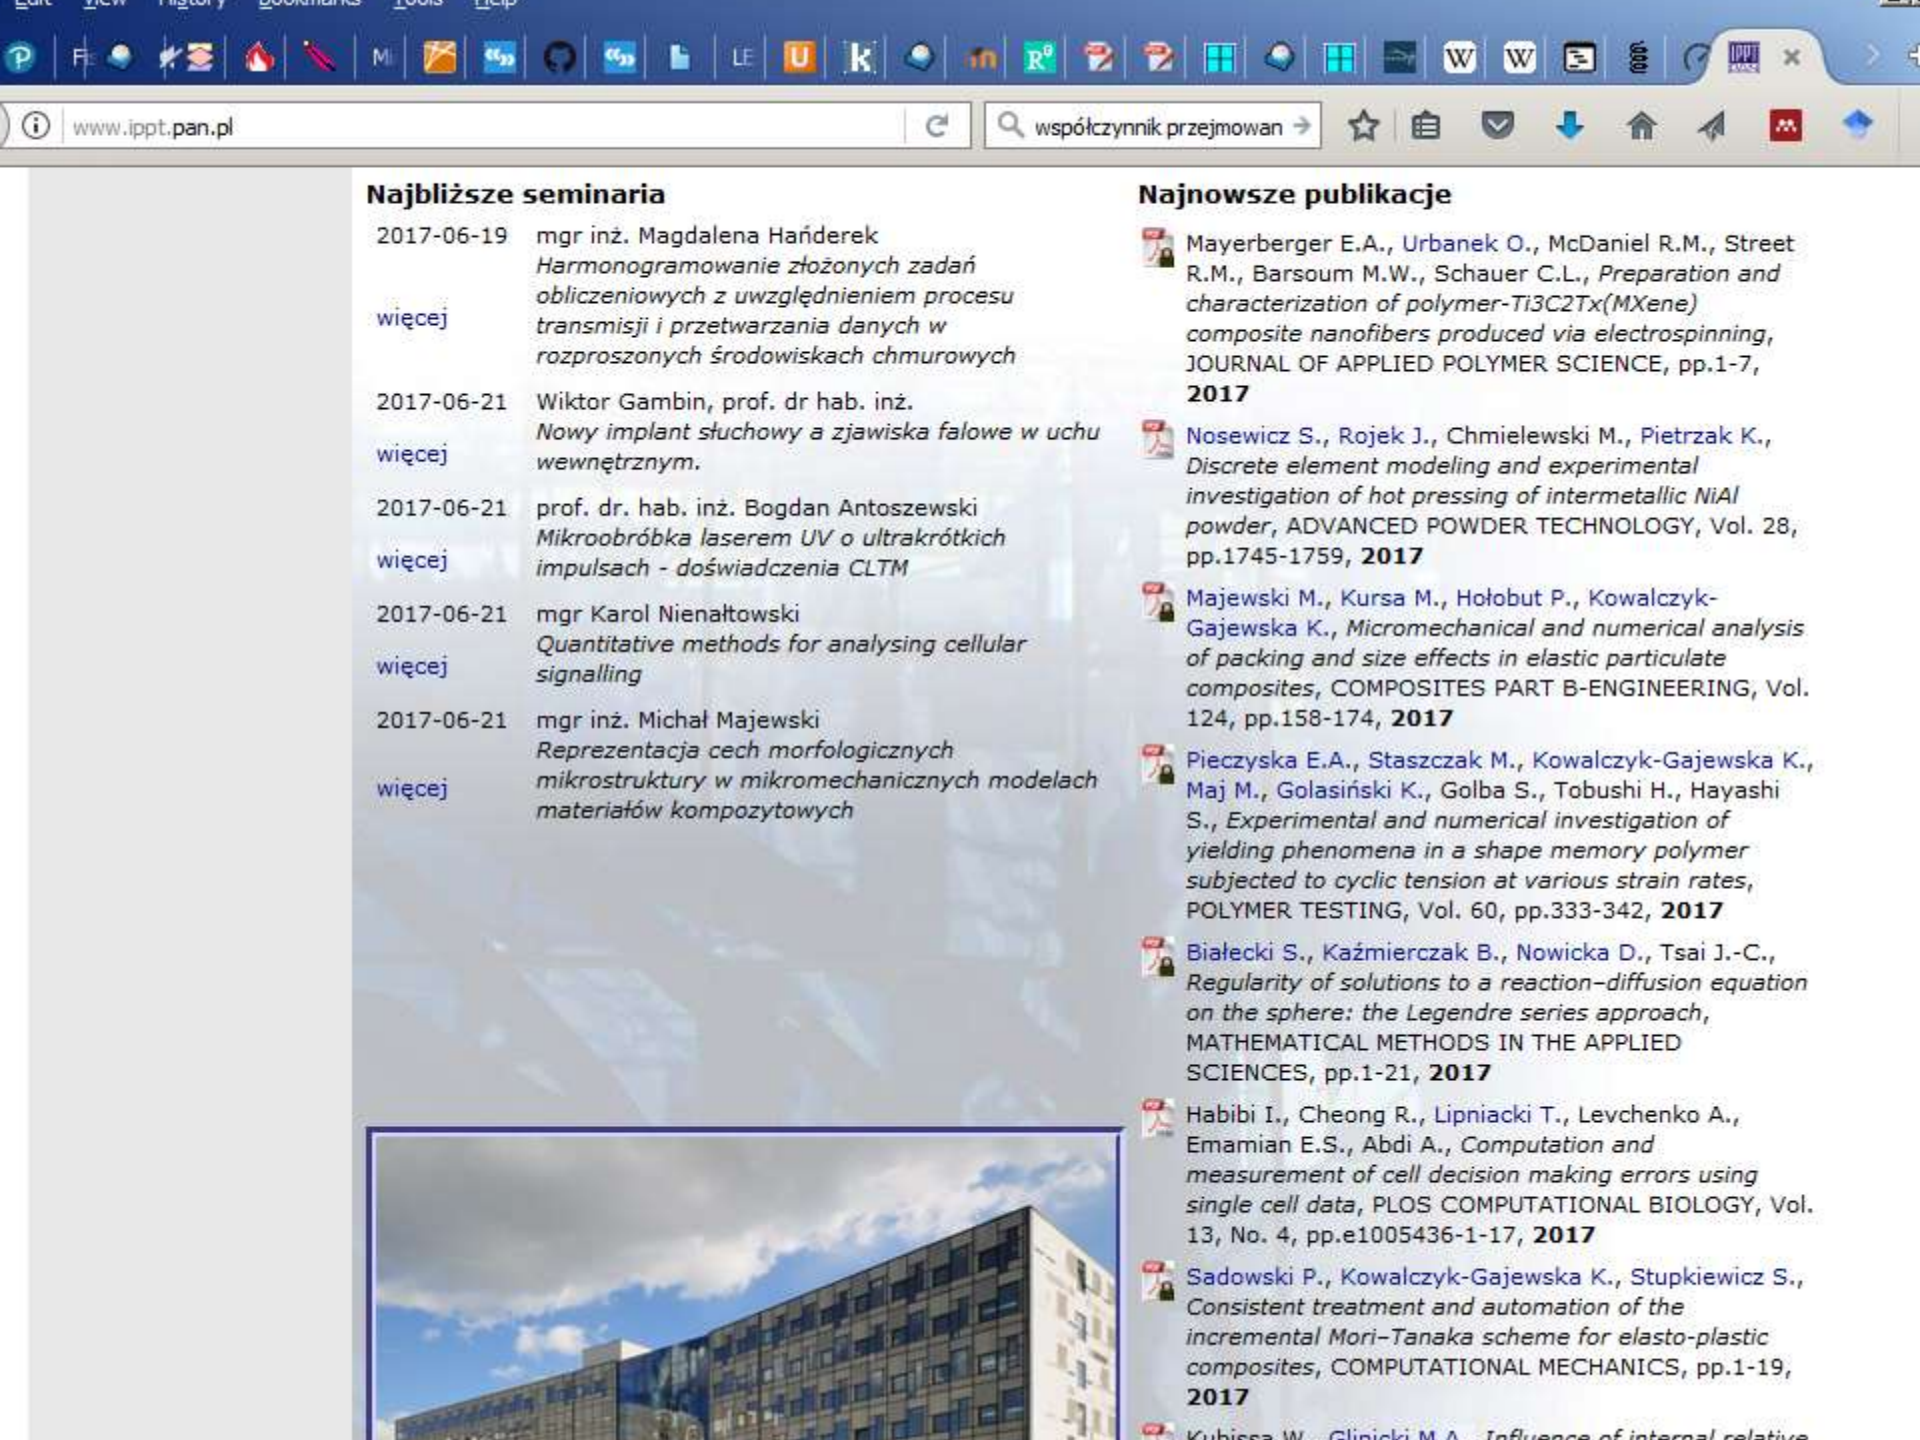 Edit View History Bookmarks Tools Help
LE
www.ippt.pan.pl
współczynnik przejmowan
Najbliższe seminaria
2017-06-19 mgr inż. Magdalena Hańderek
Harmonogramowanie złożonych zadań
obliczeniowych z uwzględnieniem procesu
więcej
transmisji i przetwarzania danych w
rozproszonych środowiskach chmurowych
2017-06-21 Wiktor Gambin, prof. dr hab. inż.
Nowy implant słuchowy a zjawiska falowe w uchu
więcej
wewnętrznym.
2017-06-21 prof. dr. hab. inż. Bogdan Antoszewski
Mikroobróbka laserem UV o ultrakrótkich
więcej
impulsach - doświadczenia CLTM
2017-06-21 mgr Karol Nienałtowski
Quantitative methods for analysing cellular
więcej
signalling
2017-06-21 mgr inż. Michał Majewski
Reprezentacja cech morfologicznych
więcej
mikrostruktury w mikromechanicznych modelach
materiałów kompozytowych
Najnowsze publikacje
Mayerberger E.A., Urbanek O., McDaniel R.M., Street
R.M., Barsoum M.W., Schauer C.L., Preparation and
characterization of polymer-Ti3C2Tx(MXene)
composite nanofibers produced via electrospinning,
JOURNAL OF APPLIED POLYMER SCIENCE, pp.1-7,
2017
Nosewicz S., Rojek J., Chmielewski M., Pietrzak K.,
Discrete element modeling and experimental
investigation of hot pressing of intermetallic NiAl
powder, ADVANCED POWDER TECHNOLOGY, Vol. 28,
pp.1745-1759, 2017
Majewski M., Kursa M., Hołobut P., Kowalczyk-
Gajewska K., Micromechanical and numerical analysis
of packing and size effects in elastic particulate
composites, COMPOSITES PART B-ENGINEERING, Vol.
124, pp.158-174, 2017
Pieczyska E.A., Staszczak M., Kowalczyk-Gajewska K.,
Maj M., Golasiński K., Golba S., Tobushi H., Hayashi
S., Experimental and numerical investigation of
yielding phenomena in a shape memory polymer
subjected to cyclic tension at various strain rates,
POLYMER TESTING, Vol. 60, pp.333-342, 2017
Białecki S., Kaźmierczak B., Nowicka D., Tsai J.-C.,
Regularity of solutions to a reaction–diffusion equation
on the sphere: the Legendre series approach,
MATHEMATICAL METHODS IN THE APPLIED
SCIENCES, pp.1-21, 2017
Habibi I., Cheong R., Lipniacki T., Levchenko A.,
Emamian E.S., Abdi A., Computation and
measurement of cell decision making errors using
single cell data, PLOS COMPUTATIONAL BIOLOGY, Vol.
13, No. 4, pp.e1005436-1-17, 2017
Sadowski P., Kowalczyk-Gajewska K., Stupkiewicz S.,
Consistent treatment and automation of the
incremental Mori–Tanaka scheme for elasto-plastic
composites, COMPUTATIONAL MECHANICS, pp.1-19,
2017
Kubissa W., Glinicki M.A., Influence of internal relative